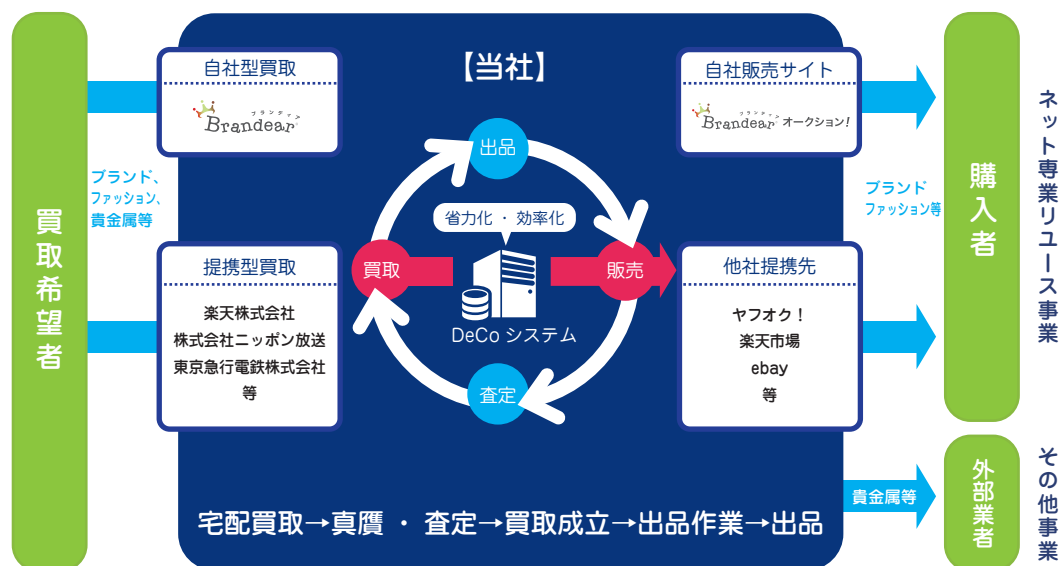 買取希望者
ブランド、
ファッション、
貴金属等
自社型買取
ブランディア
Brandear
提携型買取
楽天株式会社
株式会社ニッポン放送
東京急行電鉄株式会社
等
【当社】
出品
省力化 ・ 効率化
買取
販売
DeCo システム
査定
宅配買取→真贋 ・ 査定→買取成立→出品作業→出品
自社販売サイト
ブランディア
Brandear オークション!
他社提携先
ヤフオク!
楽天市場
ebay
等
ブランド
ファッション等
貴金属等
購入者
外部業者
ネット専業リユース事業
その他事業